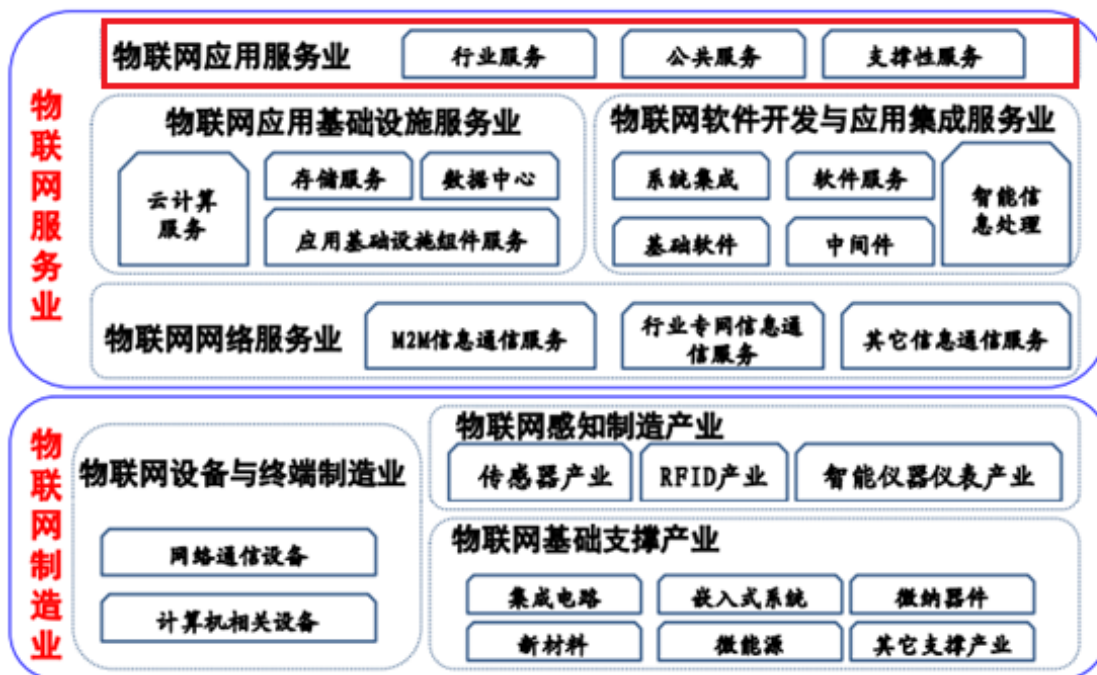 物联网服务业
物联网应用服务业
行业服务
公共服务
支撑性服务
物联网应用基础设施服务业
云计算
服务
存储服务
数据中心
应用基础设施组件服务
物联网软件开发与应用集成服务业
系统集成
软件服务
智能信
息处理
基础软件
中间件
物联网网络服务业
M2M信息通信服务
行业专网信息通
信服务
其它信息通信服务
物联网制造业
物联网设备与终端制造业
网络通信设备
计算机相关设备
物联网感知制造产业
传感器产业
RFID产业
智能仪器仪表产业
物联网基础支撑产业
集成电路
嵌入式系统
微纳器件
新材料
微能源
其它支撑产业